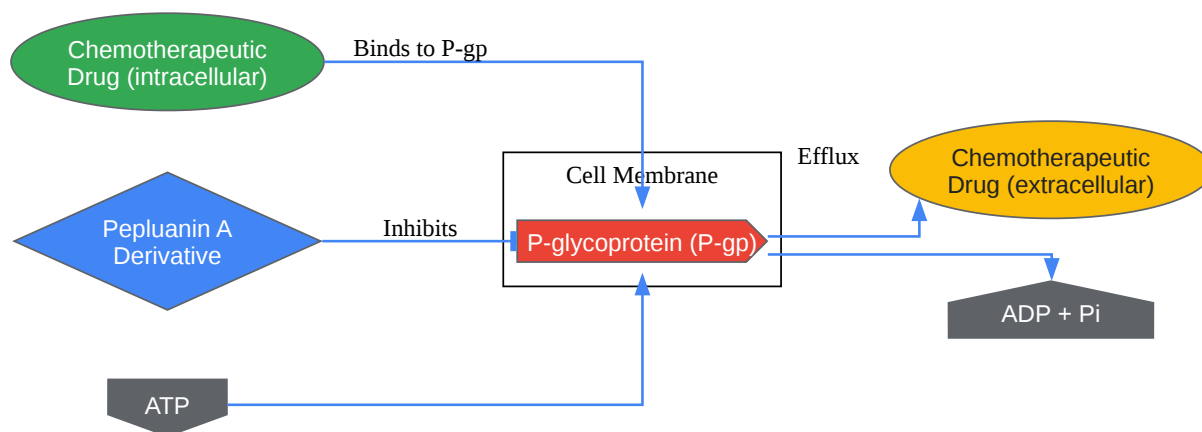 Chemotherapeutic
Drug (intracellular)
Binds to P-gp
Efflux
Chemotherapeutic
Drug (extracellular)
Cell Membrane
Pepluanin A
Derivative
Inhibits
P-glycoprotein (P-gp)
ADP + Pi
ATP